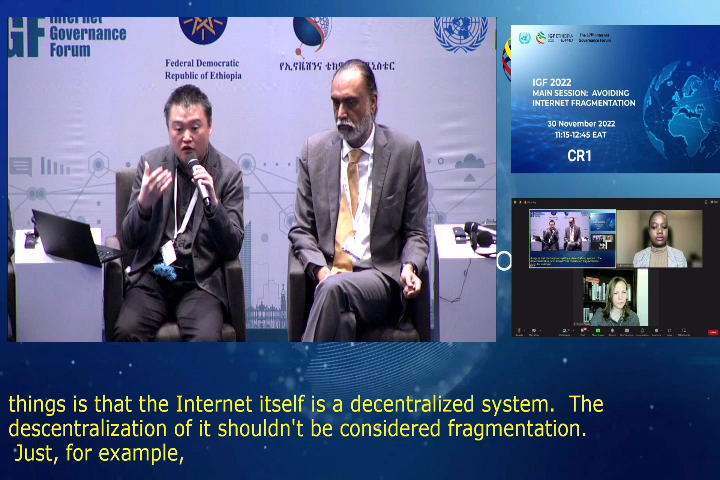 Internet
IGF Governance
Forum
Federal Democratic
Republic of Ethiopia
የኢኖቬሽንና
IGF 2022
MAIN SESSION: AVOIDING
INTERNET FRAGMENTATION
30 November 2022
11:15-12:45 EAT
CR1
things is that the Internet itself is a decentralized system. The
descentralization of it shouldn't be considered fragmentation.
Just, for example,